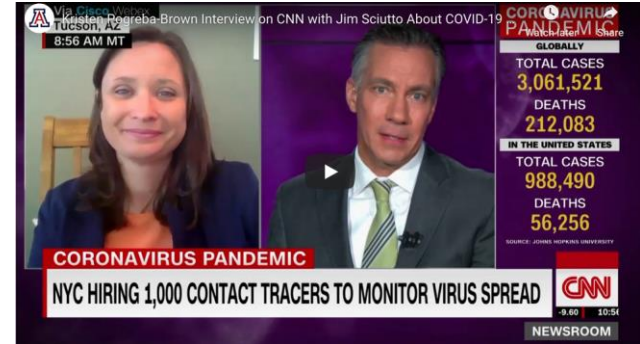 Kristen Pogreba-Brown Interview on CNN with Jim Sciutto About COVID-19
Watch later
Share
Via Cisco Webex
Tucson, AZ
8:56 AM MT
CORONAVIRUS
PANDEMIC
GLOBALLY
TOTAL CASES
3,061,521
DEATHS
212,083
IN THE UNITED STATES
TOTAL CASES
988,490
DEATHS
56,256
SOURCE: JOHNS HOPKINS UNIVERSITY
CORONAVIRUS PANDEMIC
NYC HIRING 1,000 CONTACT TRACERS TO MONITOR VIRUS SPREAD
CNN
-9.60
NEWSROOM